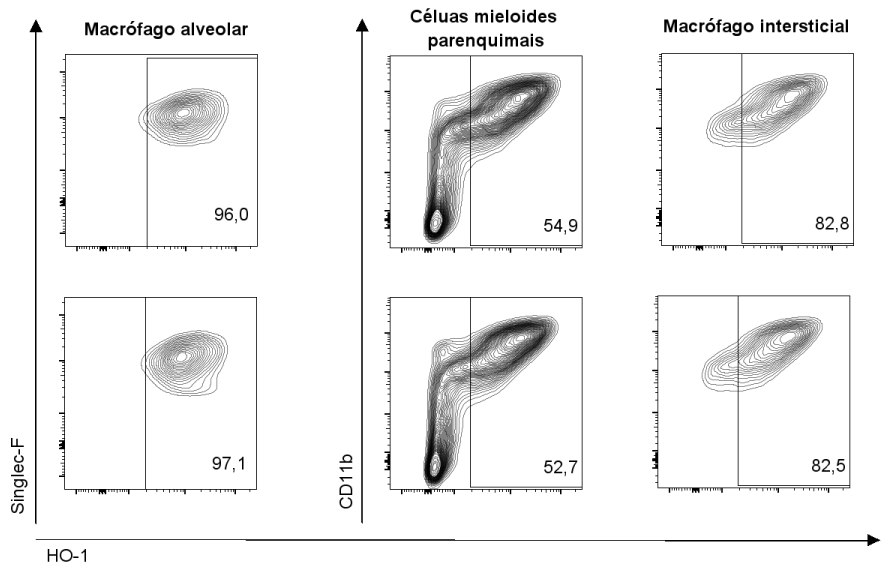 Macrófago alveolar
Céluas mieloides
parenquimais
Macrófago intersticial
96,0
54,9
82,8
97,1
52,7
82,5
Singlec-F
CD11b
HO-1